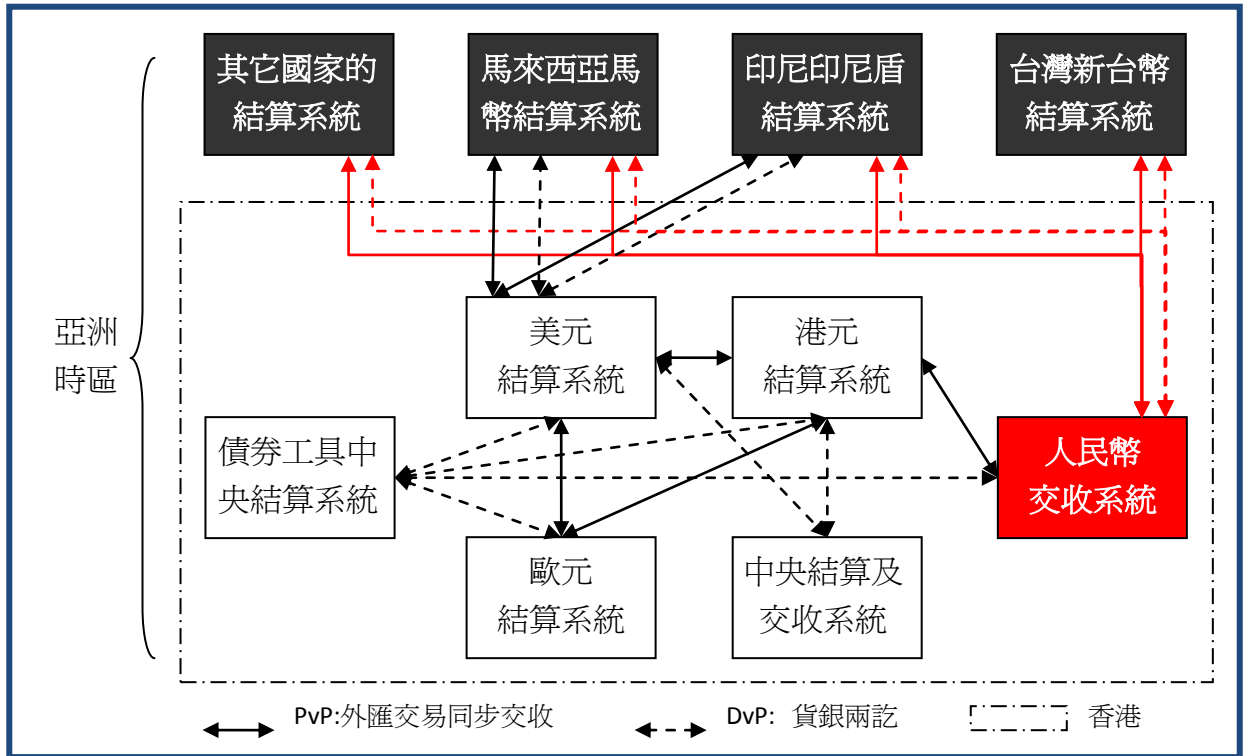 其它國家的
結算系統
馬來西亞馬
幣結算系統
印尼印尼盾
結算系統
台灣新台幣
結算系統
亞洲
時區
美元
結算系統
港元
結算系統
債券工具中
央結算系統
人民幣
交收系統
歐元
結算系統
中央結算及
交收系統
PvP:外匯交易同步交收
DvP: 貨銀兩訖
香港